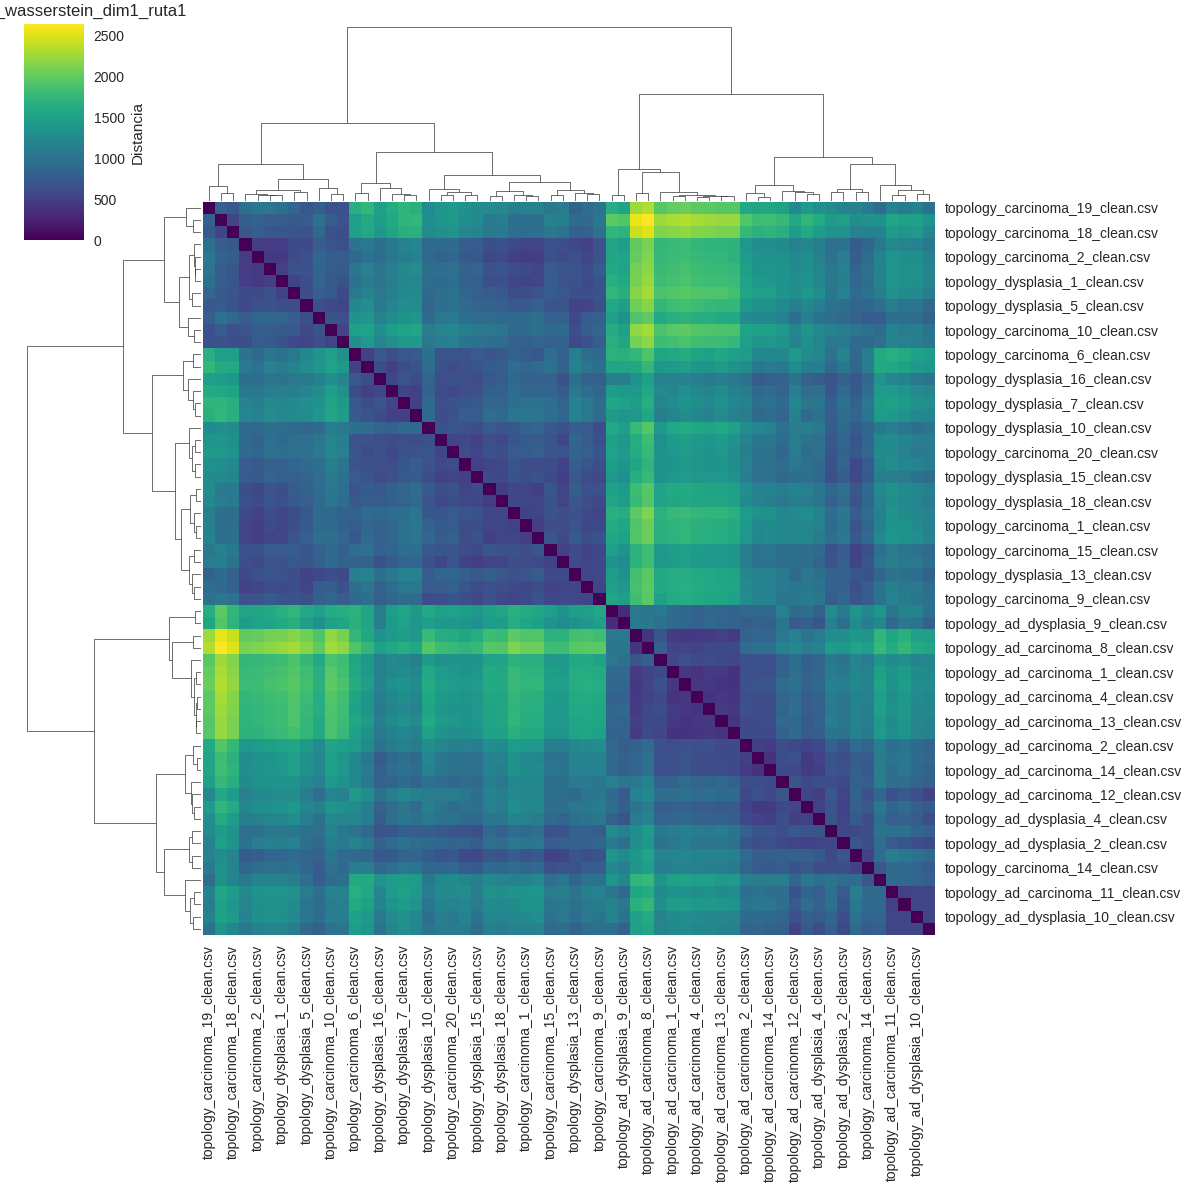 _wasserstein_dim1_ruta1
2500
2000
1500
1000
500
0
Distancia
topology_carcinoma_19_clean.csv
topology_carcinoma_18_clean.csv
topology_carcinoma_2_clean.csv
topology_dysplasia_1_clean.csv
topology_dysplasia_5_clean.csv
topology_carcinoma_10_clean.csv
topology_carcinoma_6_clean.csv
topology_dysplasia_16_clean.csv
topology_dysplasia_7_clean.csv
topology_dysplasia_10_clean.csv
topology_carcinoma_20_clean.csv
topology_dysplasia_15_clean.csv
topology_dysplasia_18_clean.csv
topology_carcinoma_1_clean.csv
topology_carcinoma_15_clean.csv
topology_dysplasia_13_clean.csv
topology_carcinoma_9_clean.csv
topology_ad_dysplasia_9_clean.csv
topology_ad_carcinoma_8_clean.csv
topology_ad_carcinoma_1_clean.csv
topology_ad_carcinoma_4_clean.csv
topology_ad_carcinoma_13_clean.csv
topology_ad_carcinoma_2_clean.csv
topology_ad_carcinoma_14_clean.csv
topology_ad_carcinoma_12_clean.csv
topology_ad_dysplasia_4_clean.csv
topology_ad_dysplasia_2_clean.csv
topology_carcinoma_14_clean.csv
topology_ad_carcinoma_11_clean.csv
topology_ad_dysplasia_10_clean.csv
topology_carcinoma_19_clean.csv
topology_carcinoma_18_clean.csv
topology_carcinoma_2_clean.csv
topology_dysplasia_1_clean.csv
topology_dysplasia_5_clean.csv
topology_carcinoma_10_clean.csv
topology_carcinoma_6_clean.csv
topology_dysplasia_16_clean.csv
topology_dysplasia_7_clean.csv
topology_dysplasia_10_clean.csv
topology_carcinoma_20_clean.csv
topology_dysplasia_15_clean.csv
topology_dysplasia_18_clean.csv
topology_carcinoma_1_clean.csv
topology_carcinoma_15_clean.csv
topology_dysplasia_13_clean.csv
topology_carcinoma_9_clean.csv
topology_ad_dysplasia_9_clean.csv
topology_ad_carcinoma_8_clean.csv
topology_ad_carcinoma_1_clean.csv
topology_ad_carcinoma_4_clean.csv
topology_ad_carcinoma_13_clean.csv
topology_ad_carcinoma_2_clean.csv
topology_ad_carcinoma_14_clean.csv
topology_ad_carcinoma_12_clean.csv
topology_ad_dysplasia_4_clean.csv
topology_ad_dysplasia_2_clean.csv
topology_carcinoma_14_clean.csv
topology_ad_carcinoma_11_clean.csv
topology_ad_dysplasia_10_clean.csv